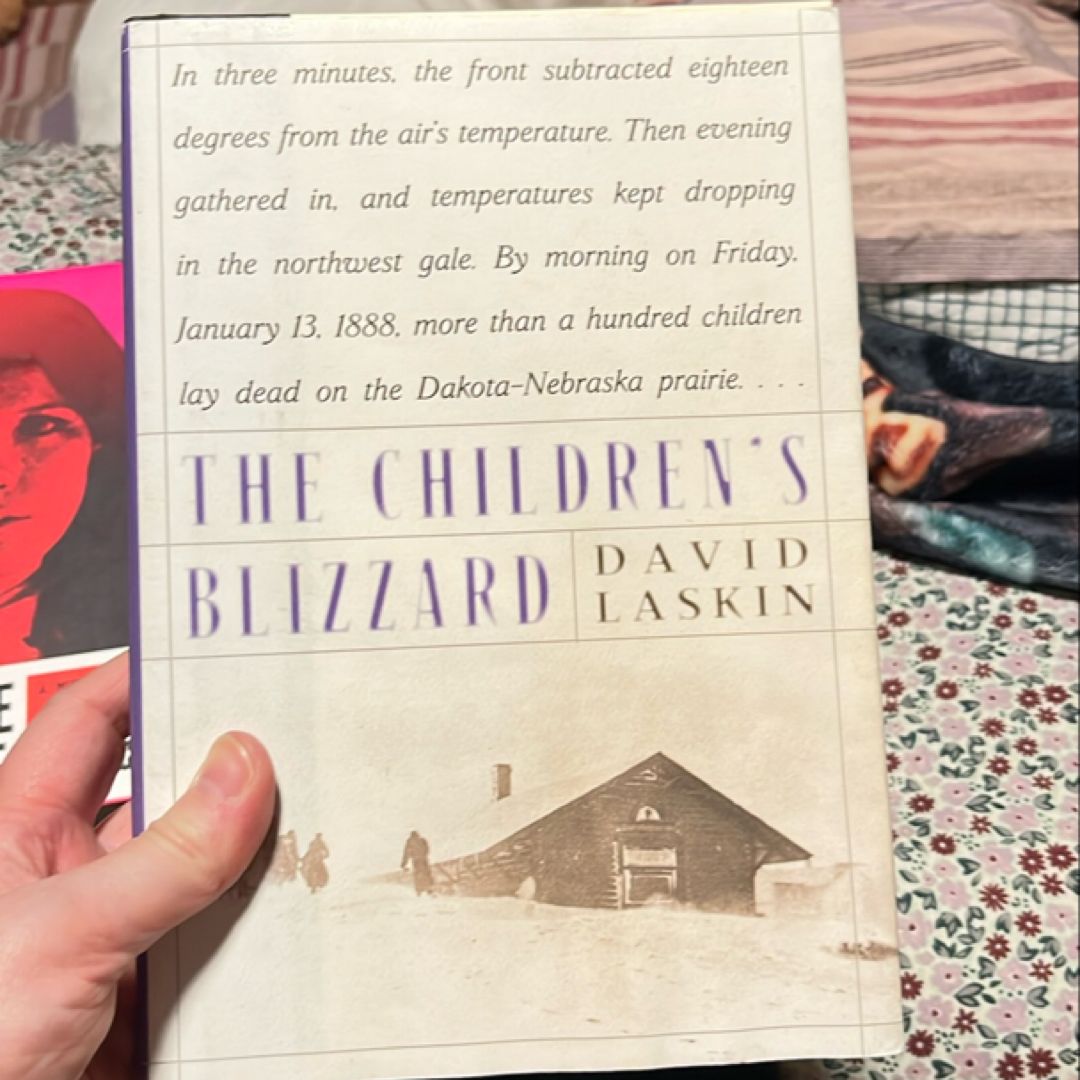 In three minutes, the front subtracted eighteen
degrees from the air's temperature. Then evening
gathered in, and temperatures kept dropping
in the northwest gale. By morning on Friday,
January 13, 1888, more than a hundred children
lay dead on the Dakota–Nebraska prairie. . . .
THE CHILDREN'S
BLIZZARD
DAVID
LASKIN